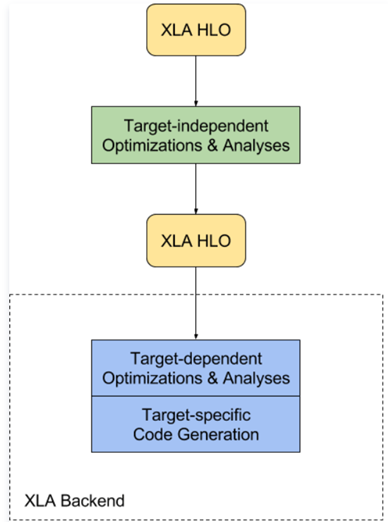 XLA HLO
Target-independent
Optimizations & Analyses
XLA HLO
Target-dependent
Optimizations & Analyses
Target-specific
Code Generation
XLA Backend